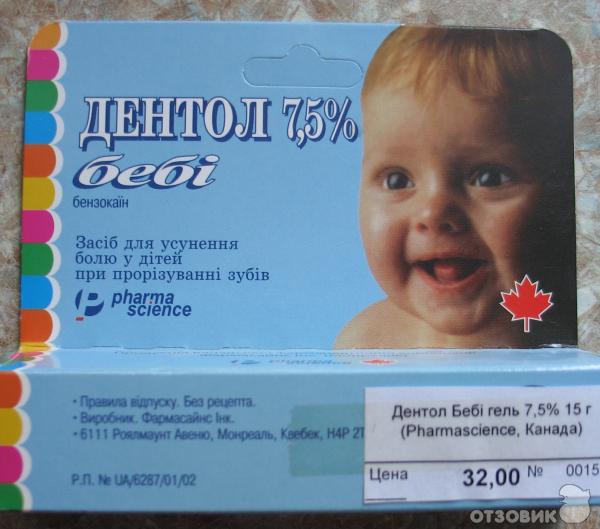 ДЕНТОЛ 7,5%
бебі
бензокаїн
Засіб для усунення
болю у дітей
при прорізуванні зубів
pharma
science
• Правила відпуску. Без рецепта.
• Виробник. Фармасайнс Інк.
• 6111 Роялмаунт Авеню, Монреаль, Квебек, H4P 2T
Р.П. № UA/6287/01/02
Дентол Бебі гель 7,5% 15 г
(Pharmascience, Канада)
Цена 32,00 № 0015
ОТЗОВИК